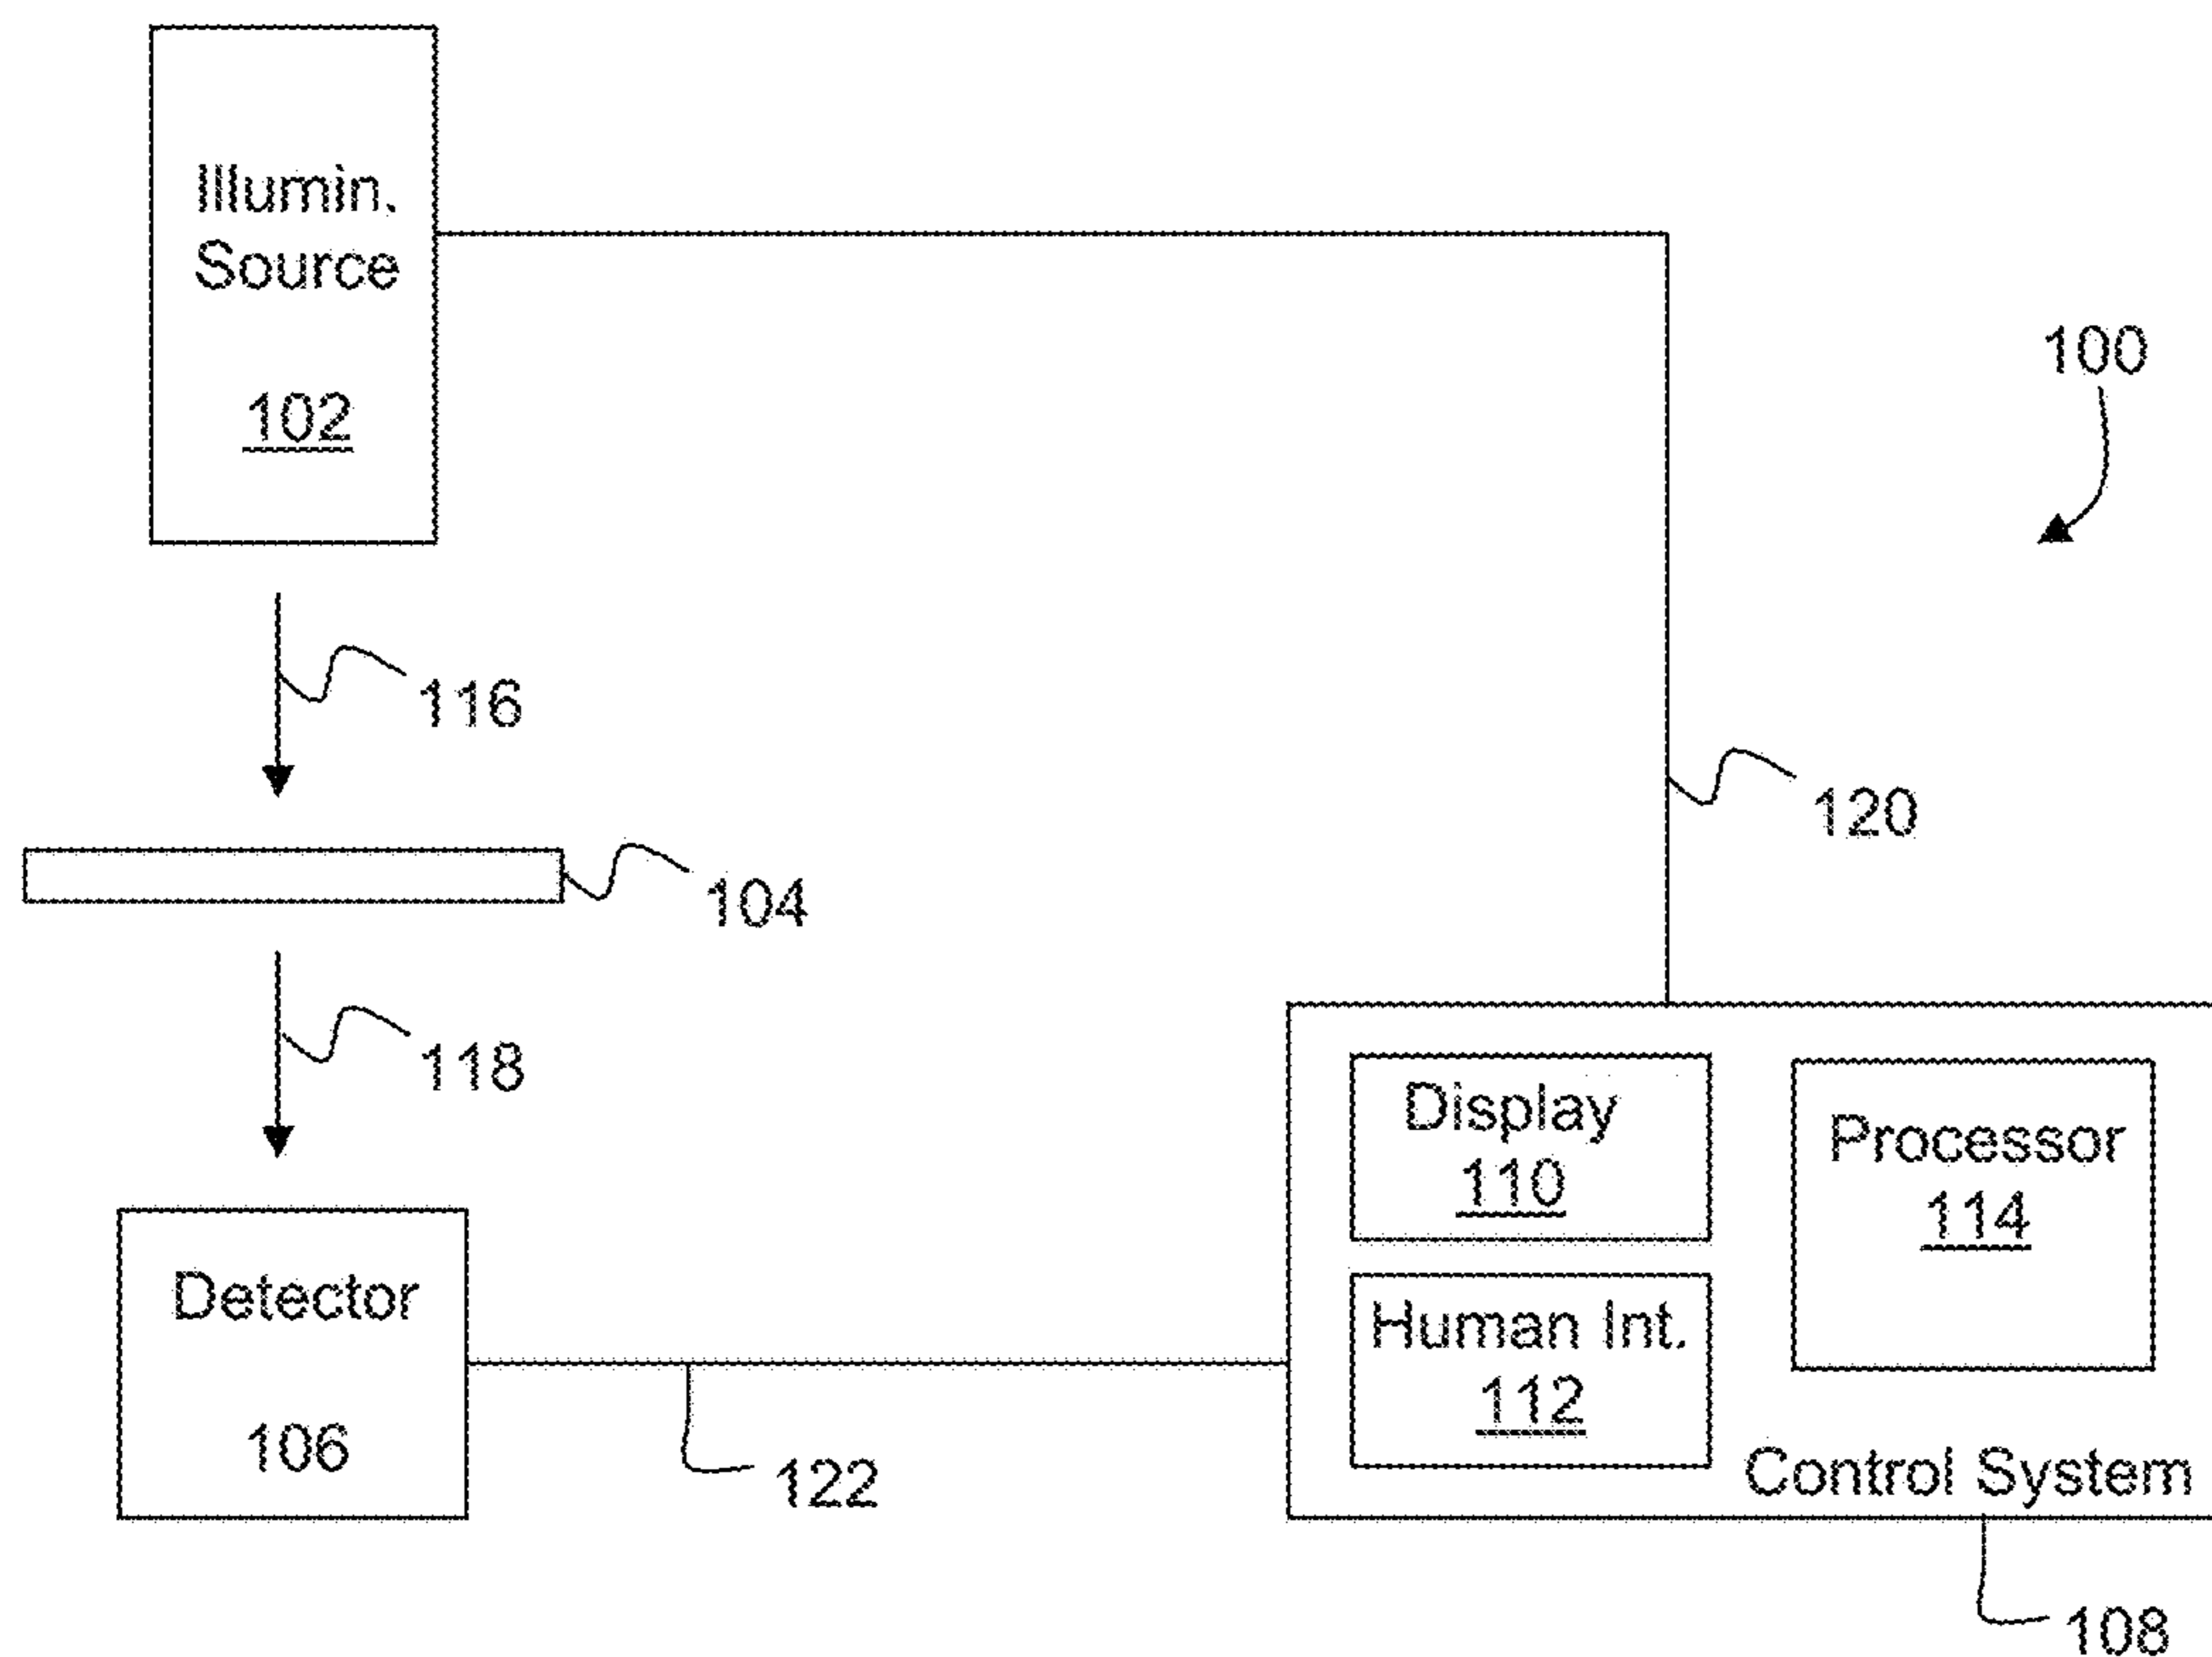 Illumin.
Source
102
100
116
120
104
118
Display
110
Processor
114
Detector
106
Human Int.
112
122
Control System
108